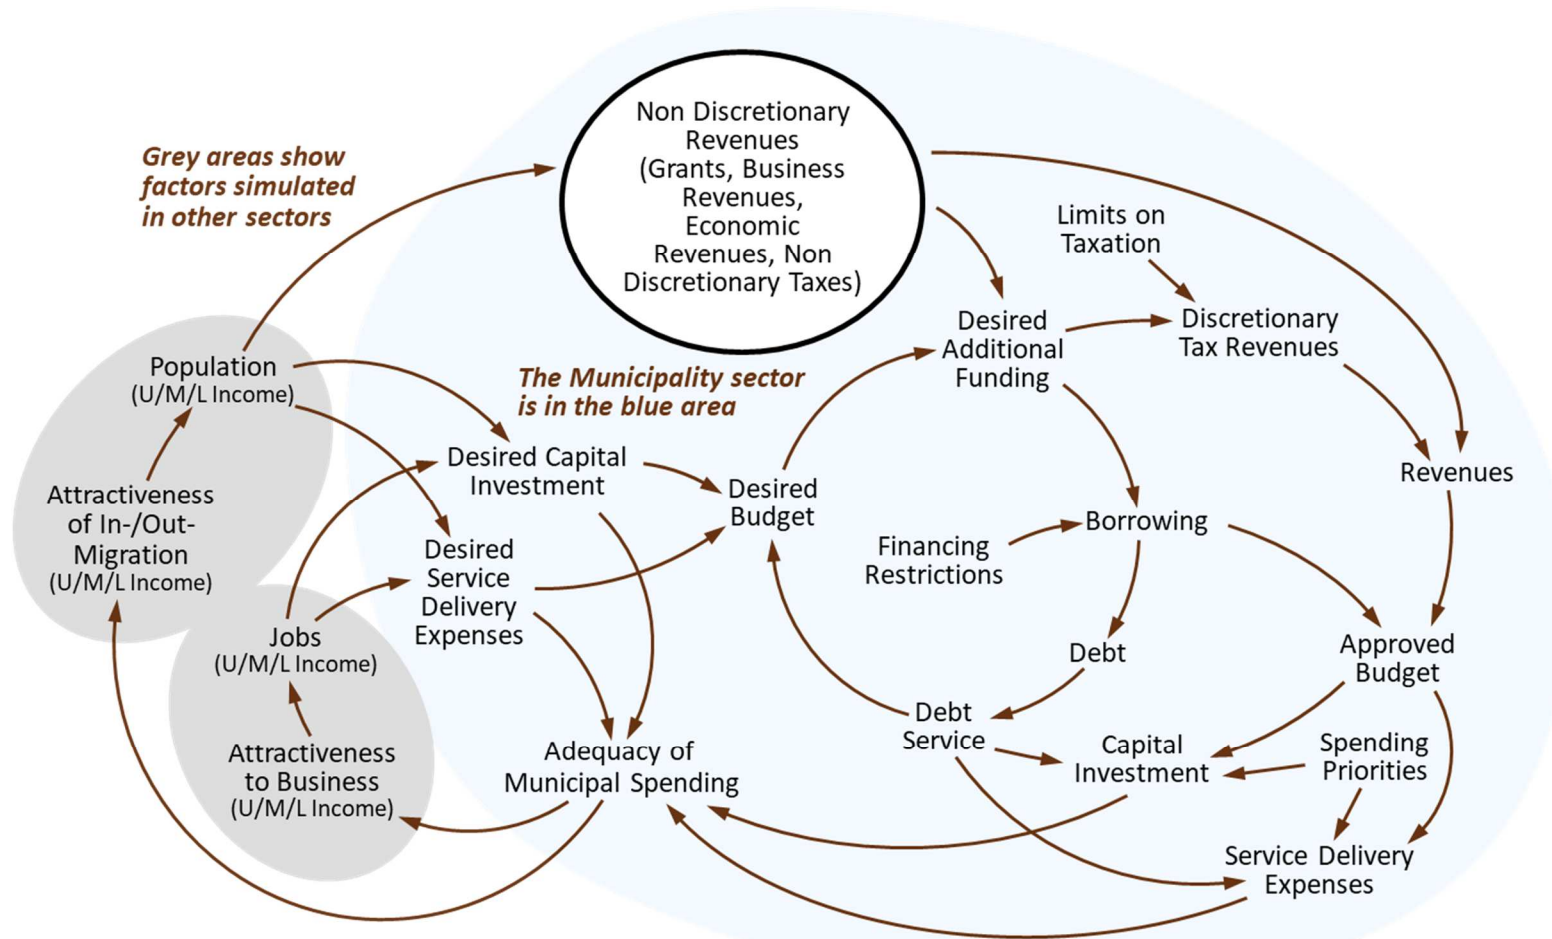 Non Discretionary
Revenues
(Grants, Business
Revenues,
Economic
Revenues, Non
Discretionary Taxes)
Grey areas show
factors simulated
in other sectors
Limits on
Taxation
Desired
Additional
Funding
Discretionary
Tax Revenues
Population
(U/M/L Income)
The Municipality sector
is in the blue area
Desired Capital
Investment
Desired
Budget
Revenues
Attractiveness
of In-/Out-
Migration
(U/M/L Income)
Desired
Service
Delivery
Expenses
Financing
Restrictions
Borrowing
Jobs
(U/M/L Income)
Debt
Approved
Budget
Debt
Service
Attractiveness
to Business
(U/M/L Income)
Adequacy of
Municipal Spending
Capital
Investment
Spending
Priorities
Service Delivery
Expenses